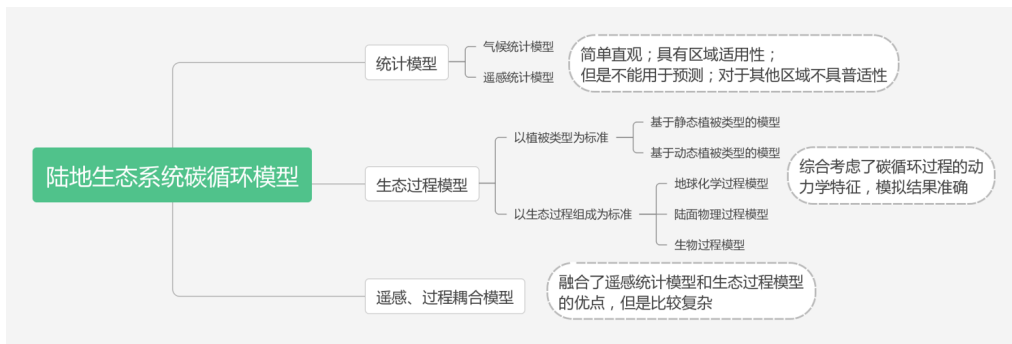 陆地生态系统碳循环模型
统计模型
气候统计模型
遥感统计模型
简单直观；具有区域适用性；
但是不能用于预测；对于其他区域不具普适性
生态过程模型
以植被类型为标准
基于静态植被类型的模型
基于动态植被类型的模型
以生态过程组成为标准
地球化学过程模型
陆面物理过程模型
生物过程模型
综合考虑了碳循环过程的动
力学特征，模拟结果准确
遥感、过程耦合模型
融合了遥感统计模型和生态过程模型
的优点，但是比较复杂